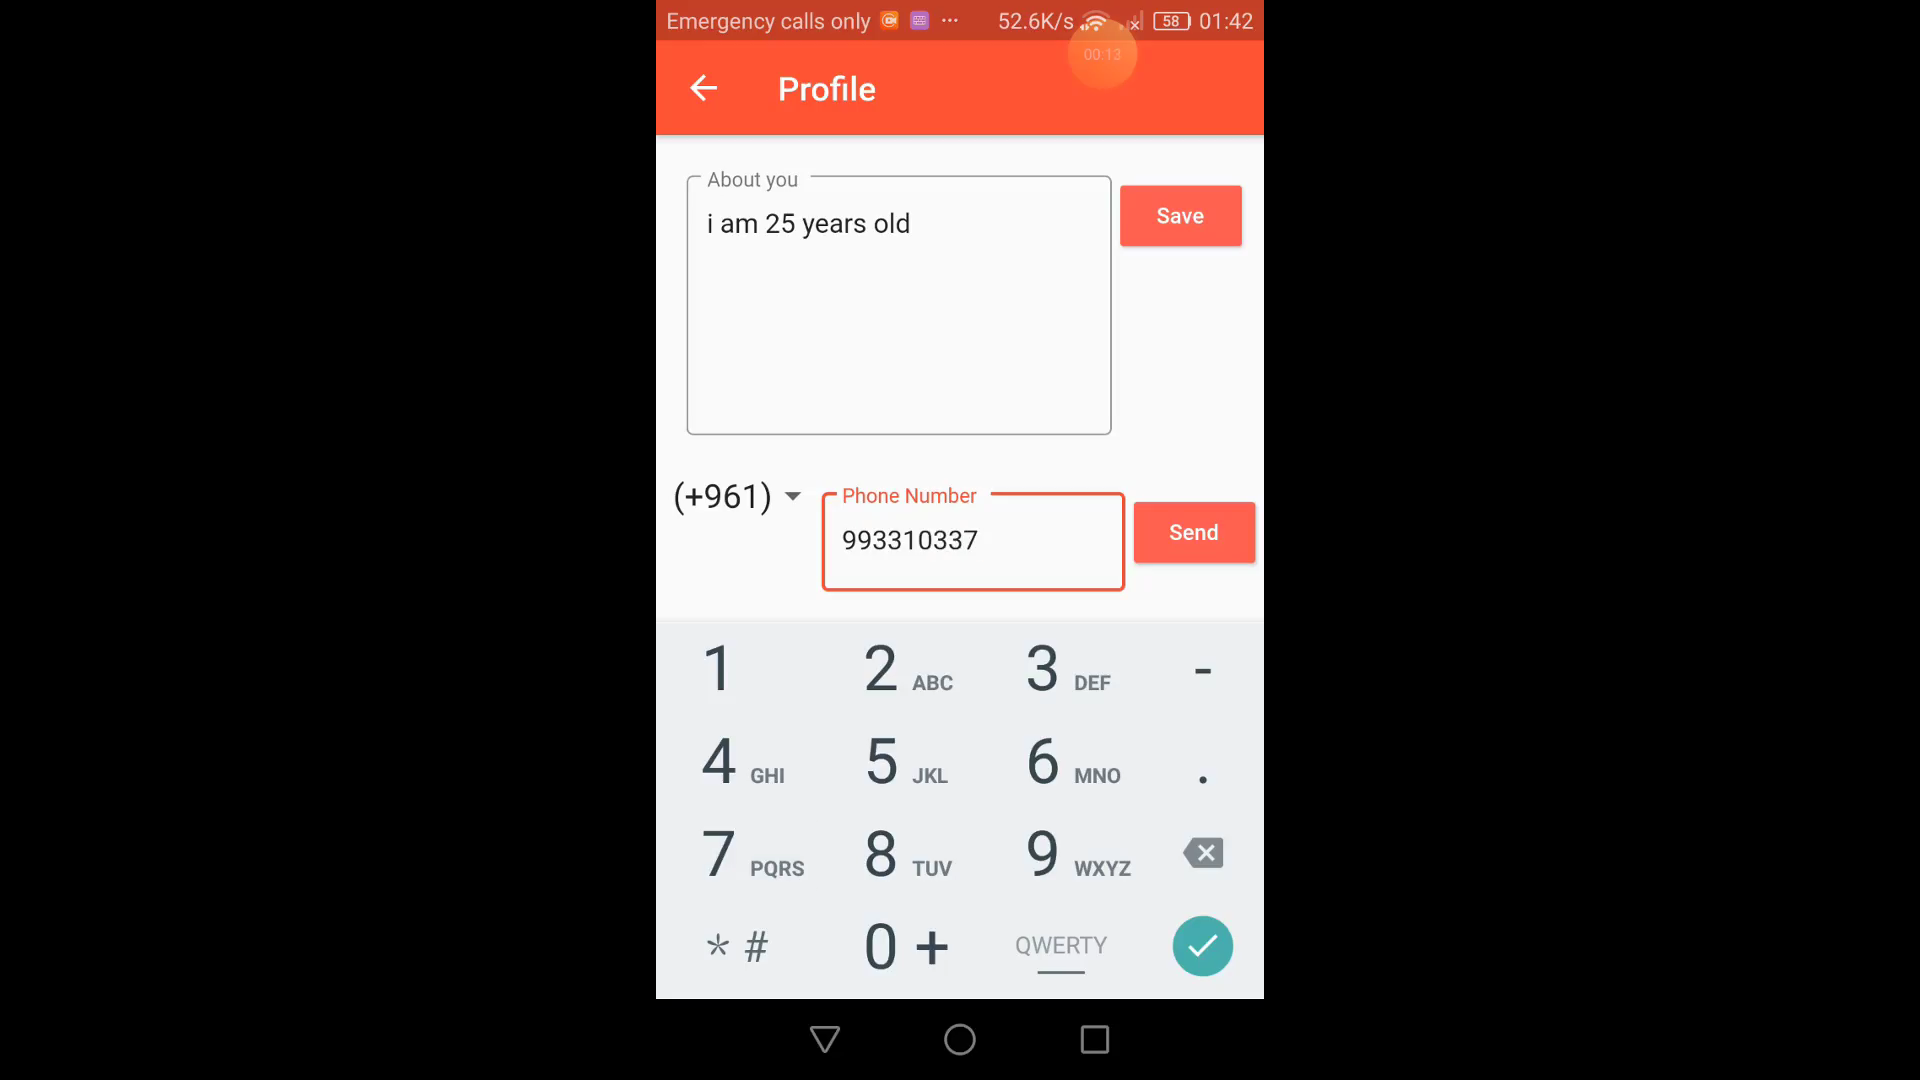 Emergency calls only ... 52.6K/s 58 01:42
00:13
Profile
About you
i am 25 years old
Save
(+961)
Phone Number
993310337
Send
1 2 ABC 3 DEF -
4 GHI 5 JKL 6 MNO .
7 PQRS 8 TUV 9 WXYZ
* # 0 + QWERTY